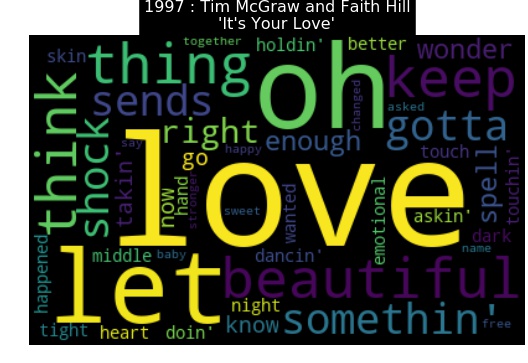 1997 : Tim McGraw and Faith Hill
'It's Your Love'
together
holdin'
better
wonder
skin
thing
oh
keep
changed
sends
asked
think
shock
right
enough
gotta
say
happy
go
touch
takin'
love
spell
touchin'
now
hand
stronger
sweet
wanted
emotional
askin'
dark
happened
let
middle
baby
dancin'
name
beautiful
night
somethin'
tight
heart
doin'
know
free